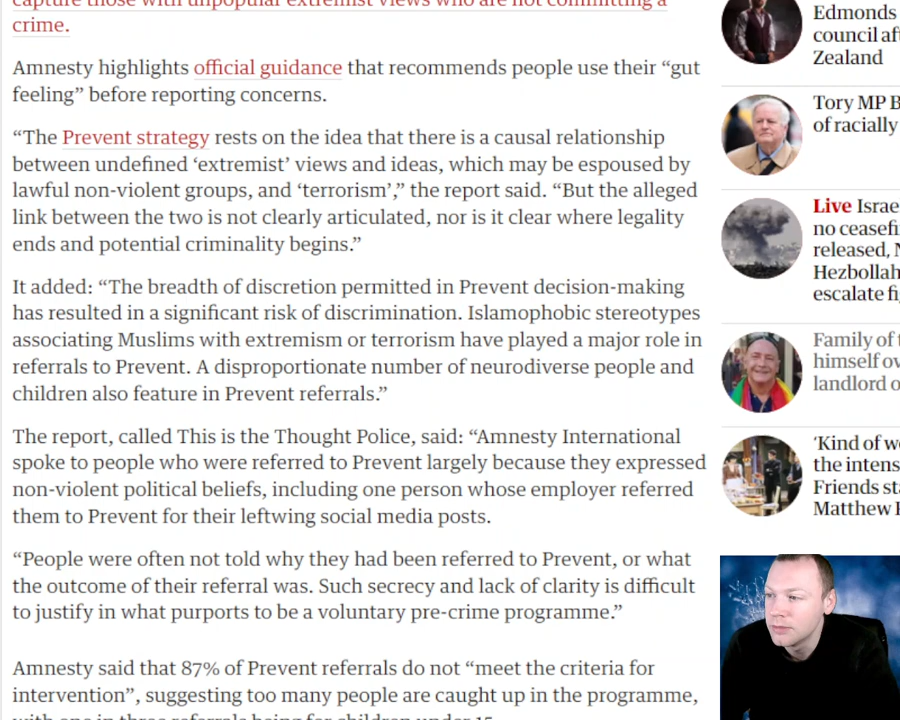 capture those with unpopular extremist views who are not committing a
crime.
Amnesty highlights official guidance that recommends people use their “gut
feeling” before reporting concerns.
“The Prevent strategy rests on the idea that there is a causal relationship
between undefined ‘extremist’ views and ideas, which may be espoused by
lawful non-violent groups, and ‘terrorism’,” the report said. “But the alleged
link between the two is not clearly articulated, nor is it clear where legality
ends and potential criminality begins.”
It added: “The breadth of discretion permitted in Prevent decision-making
has resulted in a significant risk of discrimination. Islamophobic stereotypes
associating Muslims with extremism or terrorism have played a major role in
referrals to Prevent. A disproportionate number of neurodiverse people and
children also feature in Prevent referrals.”
The report, called This is the Thought Police, said: “Amnesty International
spoke to people who were referred to Prevent largely because they expressed
non-violent political beliefs, including one person whose employer referred
them to Prevent for their leftwing social media posts.
“People were often not told why they had been referred to Prevent, or what
the outcome of their referral was. Such secrecy and lack of clarity is difficult
to justify in what purports to be a voluntary pre-crime programme.”
Amnesty said that 87% of Prevent referrals do not “meet the criteria for
intervention”, suggesting too many people are caught up in the programme,
with one in three referrals being for children under 15.
Edmonds
council aft
Zealand
Tory MP B
of racially
Live Israe
no ceasefi
released, N
Hezbollah
escalate fi
Family of t
himself ov
landlord o
‘Kind of w
the intens
Friends sta
Matthew P